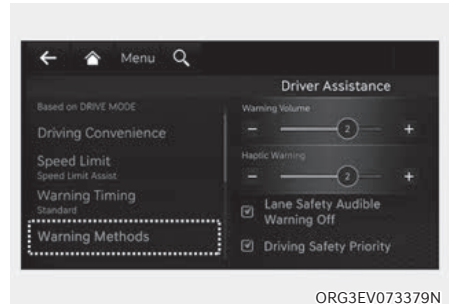 Menu
Driver Assistance
Based on DRIVE MODE
Driving Convenience
Speed Limit
Speed Limit Assist
Warning Timing
Standard
Warning Methods
Warning Volume
− 2 +
Haptic Warning
− 2 +
Lane Safety Audible
Warning Off
Driving Safety Priority
ORG3EV073379N